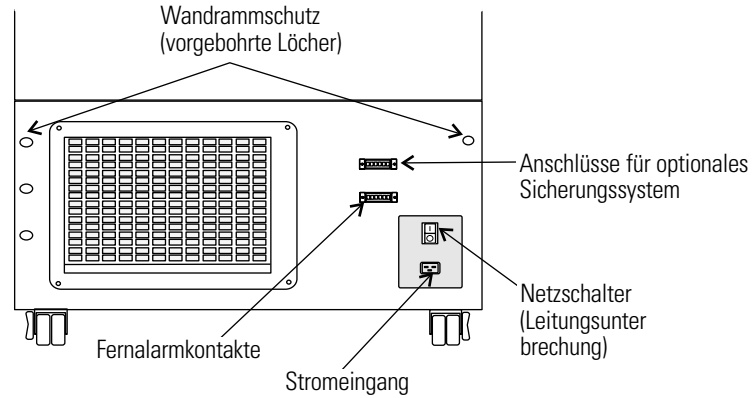 Wandrammschutz
(vorgebohrte Löcher)
Anschlüsse für optionales
Sicherungssystem
Netzschalter
(Leitungsunter
brechung)
Fernalarmkontakte
Stromeingang